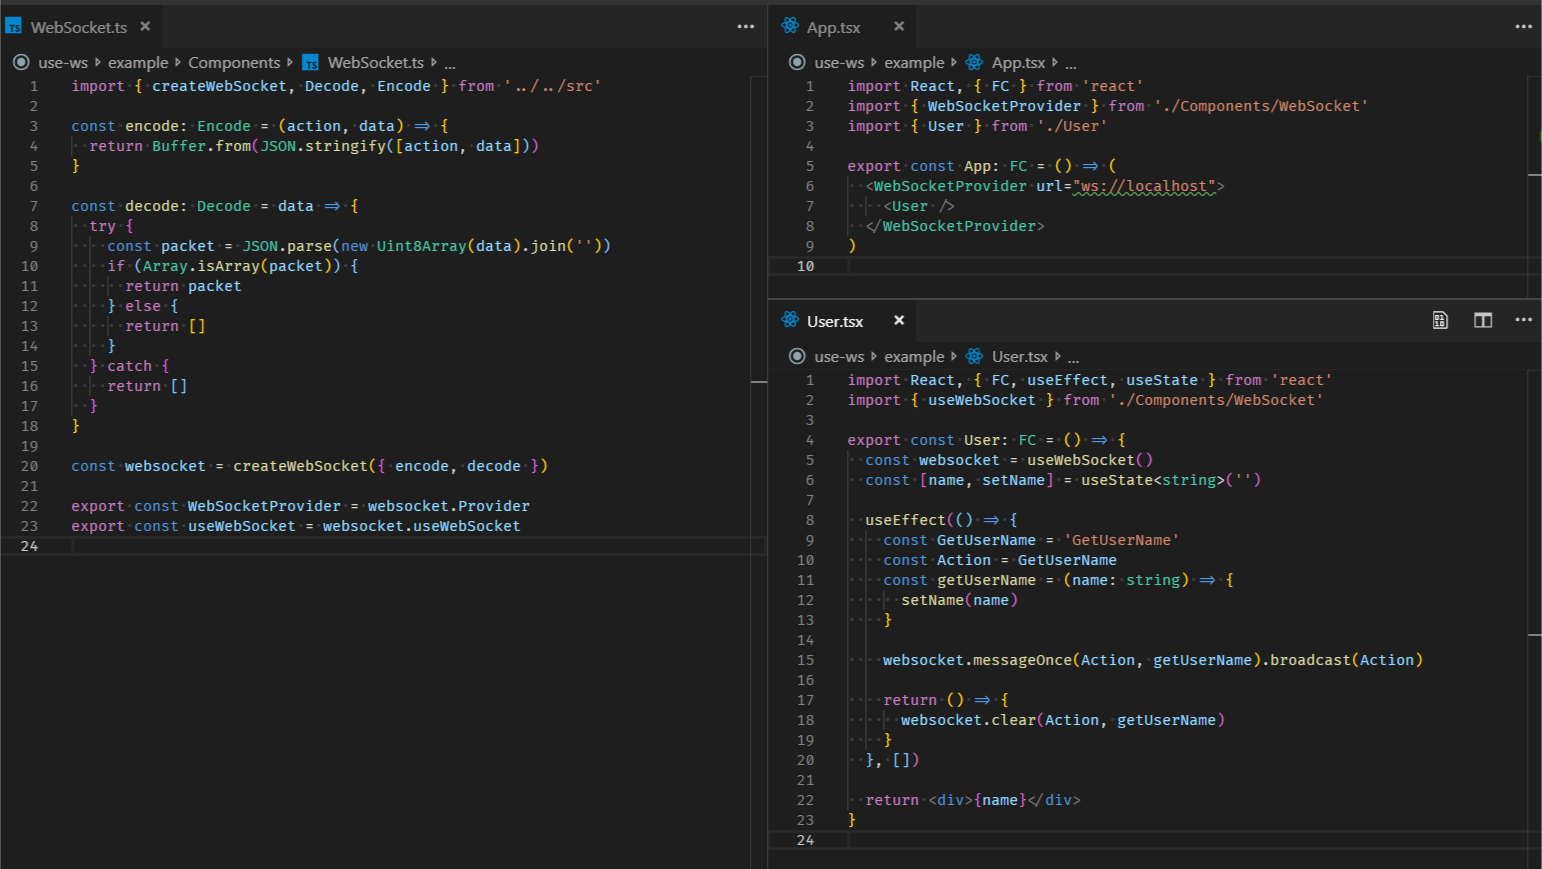 TS WebSocket.ts × ···
use-ws › example › Components › TS WebSocket.ts › ...
1 import { createWebSocket, Decode, Encode } from '../../src'
2
3 const encode: Encode = (action, data) => {
4   return Buffer.from(JSON.stringify([action, data]))
5 }
6
7 const decode: Decode = data => {
8   try {
9     const packet = JSON.parse(new Uint8Array(data).join(''))
10     if (Array.isArray(packet)) {
11       return packet
12     } else {
13       return []
14     }
15   } catch {
16     return []
17   }
18 }
19
20 const websocket = createWebSocket({ encode, decode })
21
22 export const WebSocketProvider = websocket.Provider
23 export const useWebSocket = websocket.useWebSocket
24
App.tsx × ···
use-ws › example › App.tsx › ...
1 import React, { FC } from 'react'
2 import { WebSocketProvider } from './Components/WebSocket'
3 import { User } from './User'
4
5 export const App: FC = () => (
6   <WebSocketProvider url="ws://localhost">
7     <User />
8   </WebSocketProvider>
9 )
10
User.tsx × ···
use-ws › example › User.tsx › ...
1 import React, { FC, useEffect, useState } from 'react'
2 import { useWebSocket } from './Components/WebSocket'
3
4 export const User: FC = () => {
5   const websocket = useWebSocket()
6   const [name, setName] = useState<string>('')
7
8   useEffect(() => {
9     const GetUserName = 'GetUserName'
10     const Action = GetUserName
11     const getUserName = (name: string) => {
12       setName(name)
13     }
14
15     websocket.messageOnce(Action, getUserName).broadcast(Action)
16
17     return () => {
18       websocket.clear(Action, getUserName)
19     }
20   }, [])
21
22   return <div>{name}</div>
23 }
24